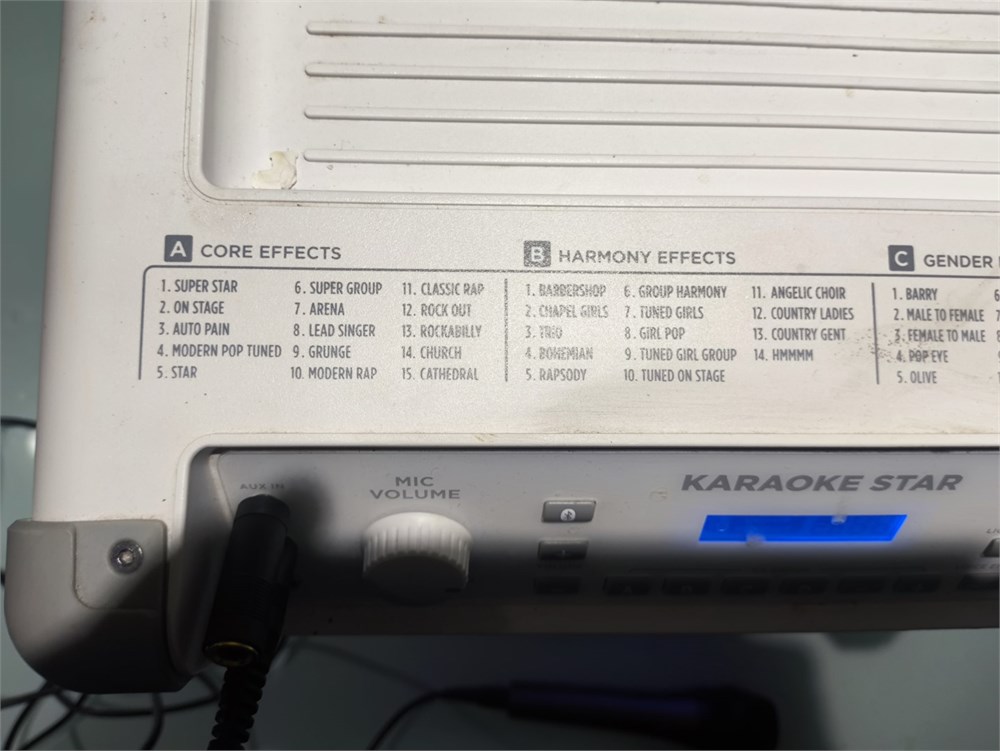 A CORE EFFECTS
1. SUPER STAR
2. ON STAGE
3. AUTO PAIN
4. MODERN POP TUNED
5. STAR
6. SUPER GROUP
7. ARENA
8. LEAD SINGER
9. GRUNGE
10. MODERN RAP
11. CLASSIC RAP
12. ROCK OUT
13. ROCKABILLY
14. CHURCH
15. CATHEDRAL
B HARMONY EFFECTS
1. BARBERSHOP
2. CHAPEL GIRLS
3. TRIO
4. BOHEMIAN
5. RAPSODY
6. GROUP HARMONY
7. TUNED GIRLS
8. GIRL POP
9. TUNED GIRL GROUP
10. TUNED ON STAGE
11. ANGELIC CHOIR
12. COUNTRY LADIES
13. COUNTRY GENT
14. HMMMM
C GENDER
1. BARRY
2. MALE TO FEMALE
3. FEMALE TO MALE
4. POP EYE
5. OLIVE
6
7
8
AUX IN
MIC
VOLUME
KARAOKE STAR